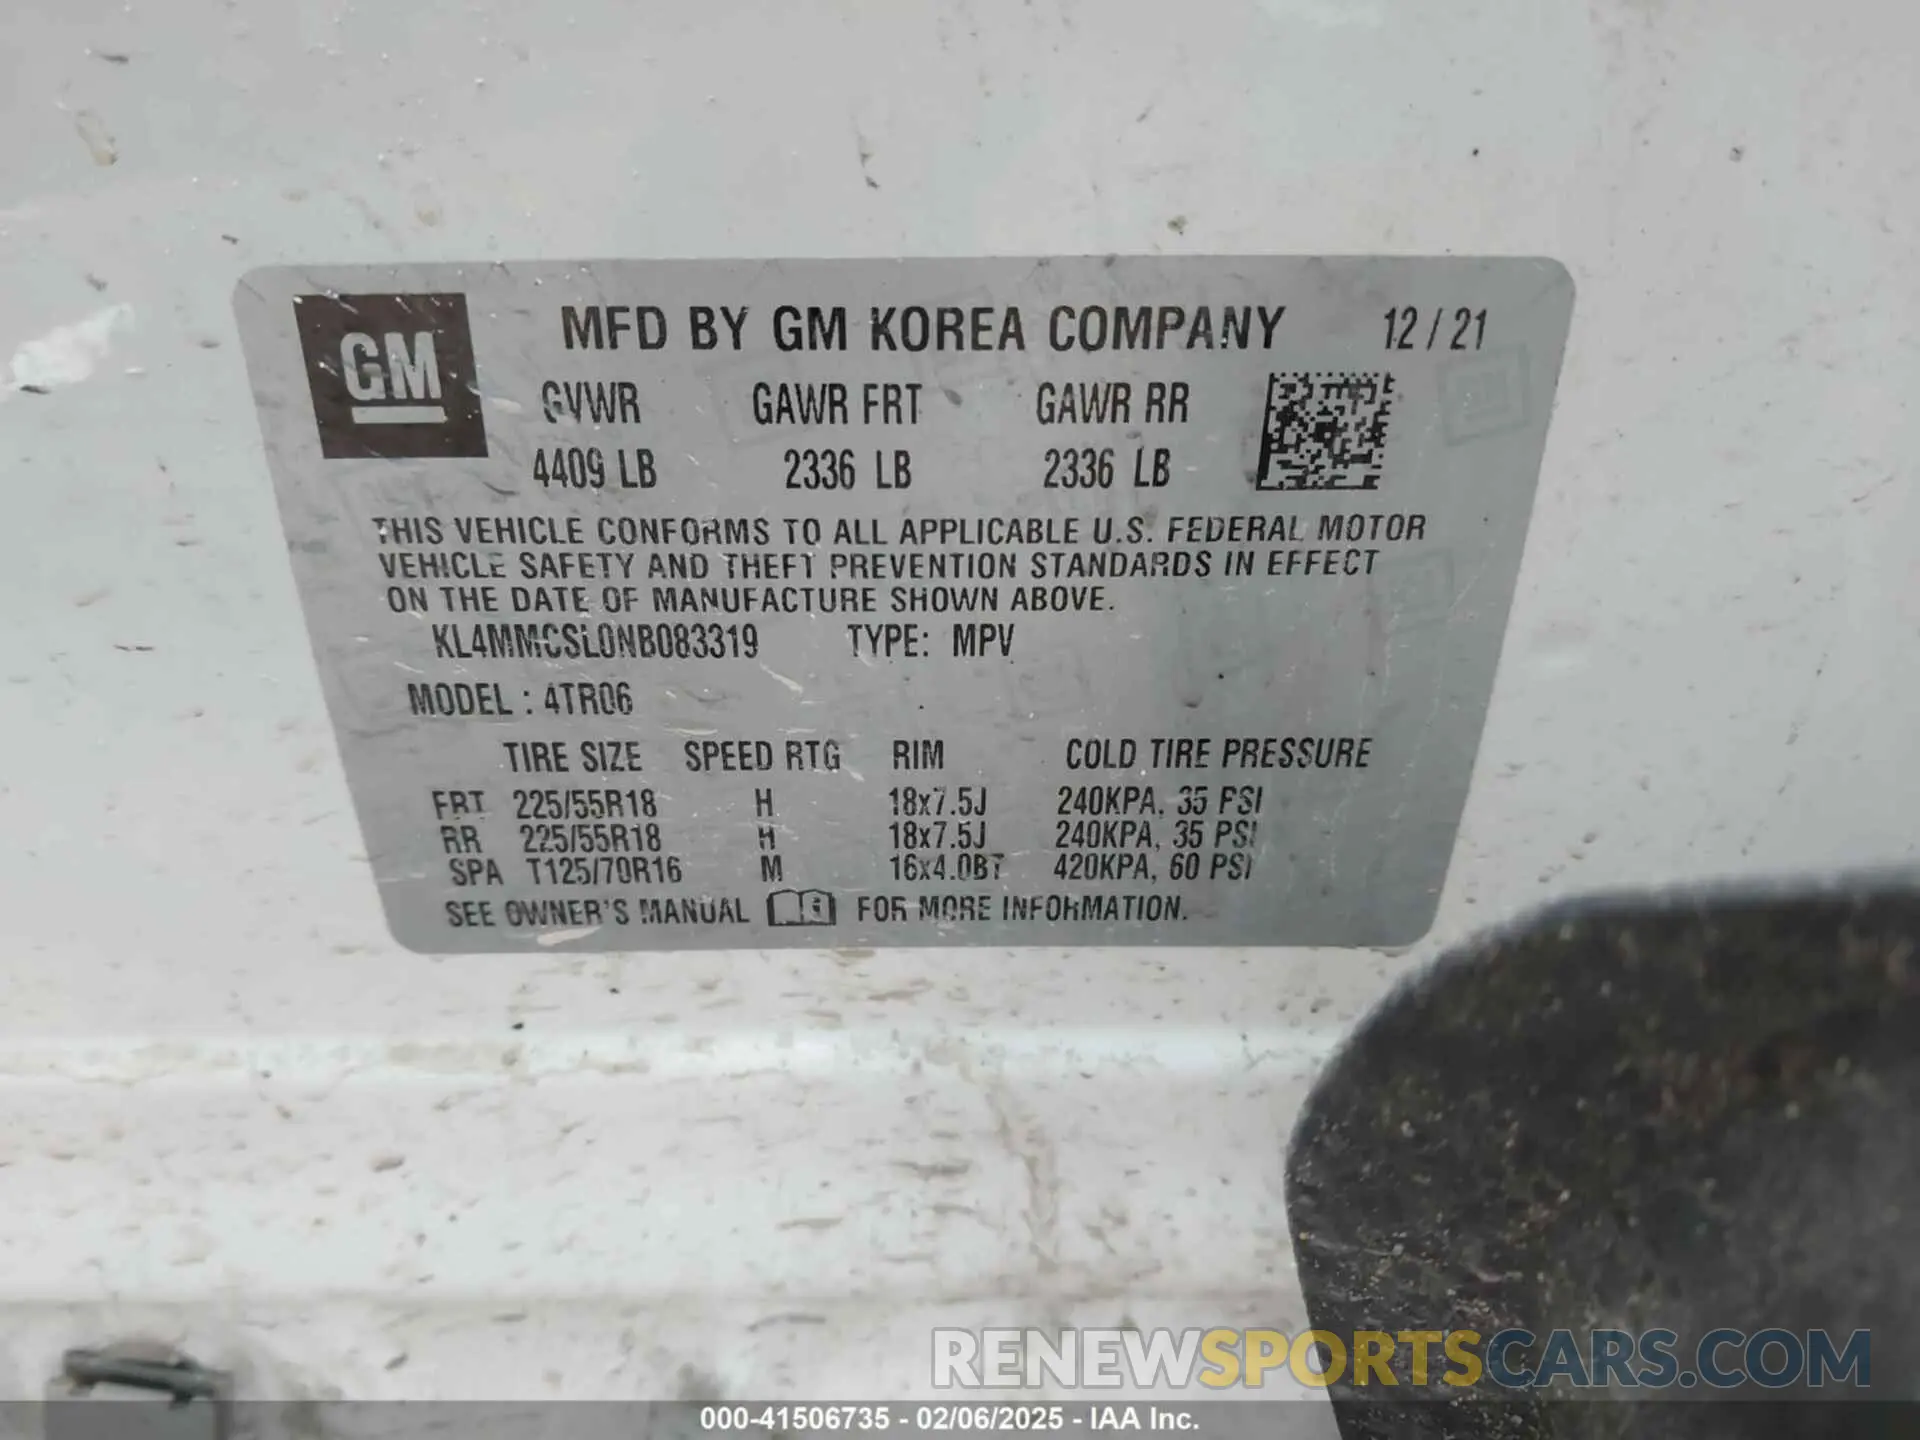 GM
MFD BY GM KOREA COMPANY 12/21
GVWR GAWR FRT GAWR RR
4409 LB 2336 LB 2336 LB
THIS VEHICLE CONFORMS TO ALL APPLICABLE U.S. FEDERAL MOTOR
VEHICLE SAFETY AND THEFT PREVENTION STANDARDS IN EFFECT
ON THE DATE OF MANUFACTURE SHOWN ABOVE.
KL4MMCSL0NB083319 TYPE: MPV
MODEL : 4TR06
TIRE SIZE SPEED RTG RIM COLD TIRE PRESSURE
FRT 225/55R18 H 18x7.5J 240KPA, 35 PSI
RR 225/55R18 H 18x7.5J 240KPA, 35 PSI
SPA T125/70R16 M 16x4.0BT 420KPA, 60 PSI
SEE OWNER'S MANUAL FOR MORE INFORMATION.
RENEWSPORTSCARS.COM
000-41506735 - 02/06/2025 - IAA Inc.